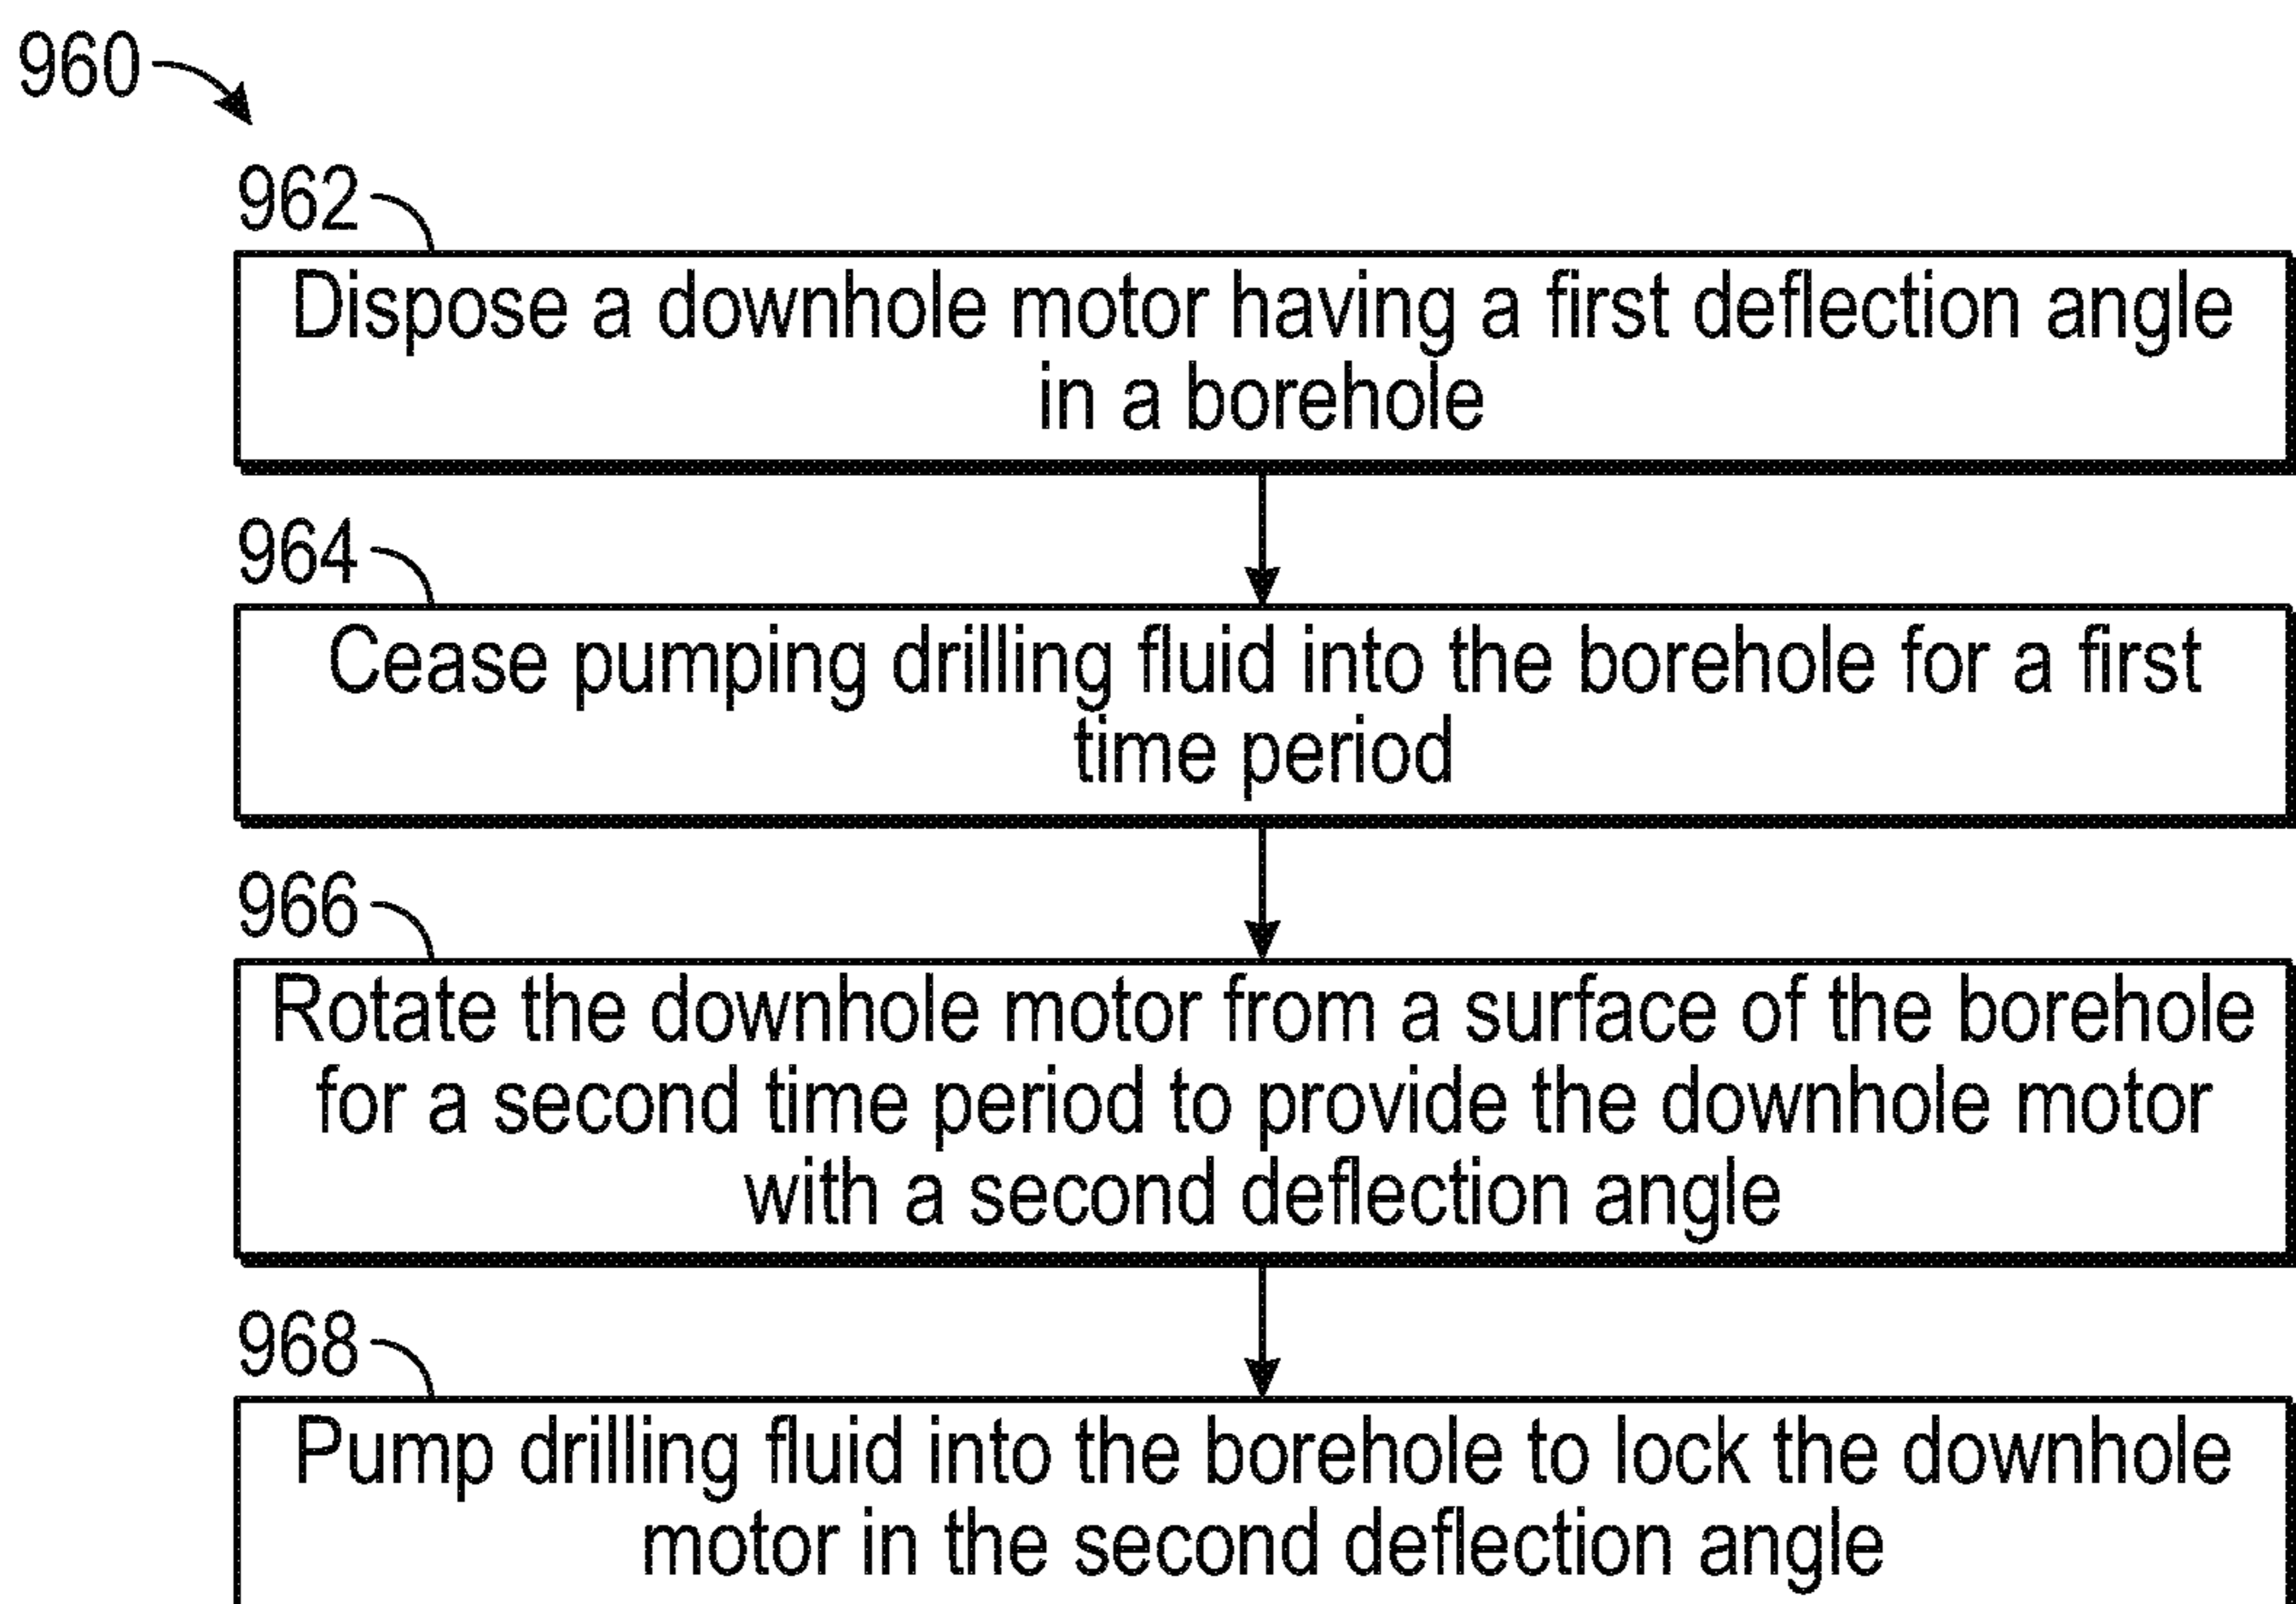 960
962
Dispose a downhole motor having a first deflection angle
in a borehole
964
Cease pumping drilling fluid into the borehole for a first
time period
966
Rotate the downhole motor from a surface of the borehole
for a second time period to provide the downhole motor
with a second deflection angle
968
Pump drilling fluid into the borehole to lock the downhole
motor in the second deflection angle